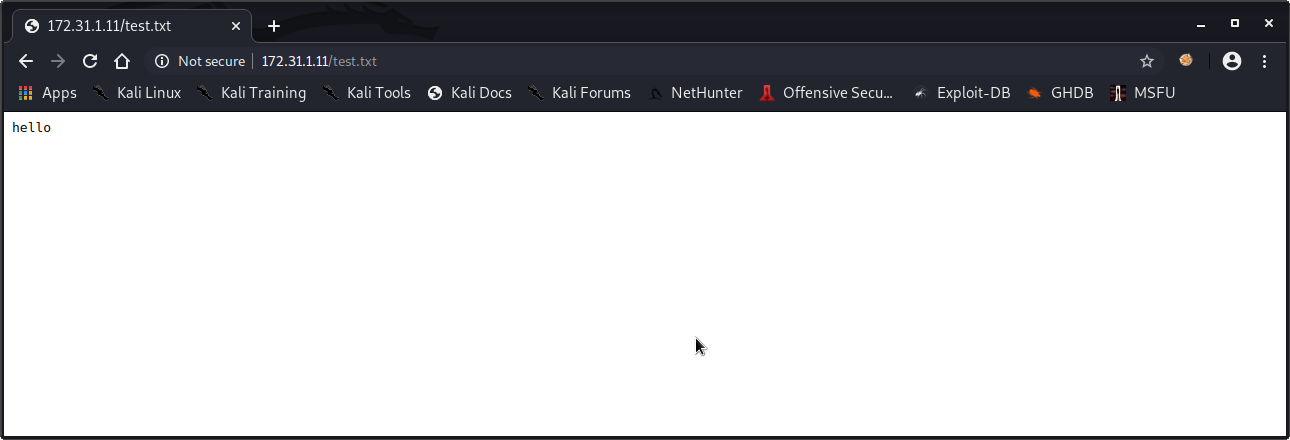 172.31.1.11/test.txt
Not secure 172.31.1.11/test.txt
Apps Kali Linux Kali Training Kali Tools Kali Docs Kali Forums NetHunter Offensive Secu... Exploit-DB GHDB MSFU
hello